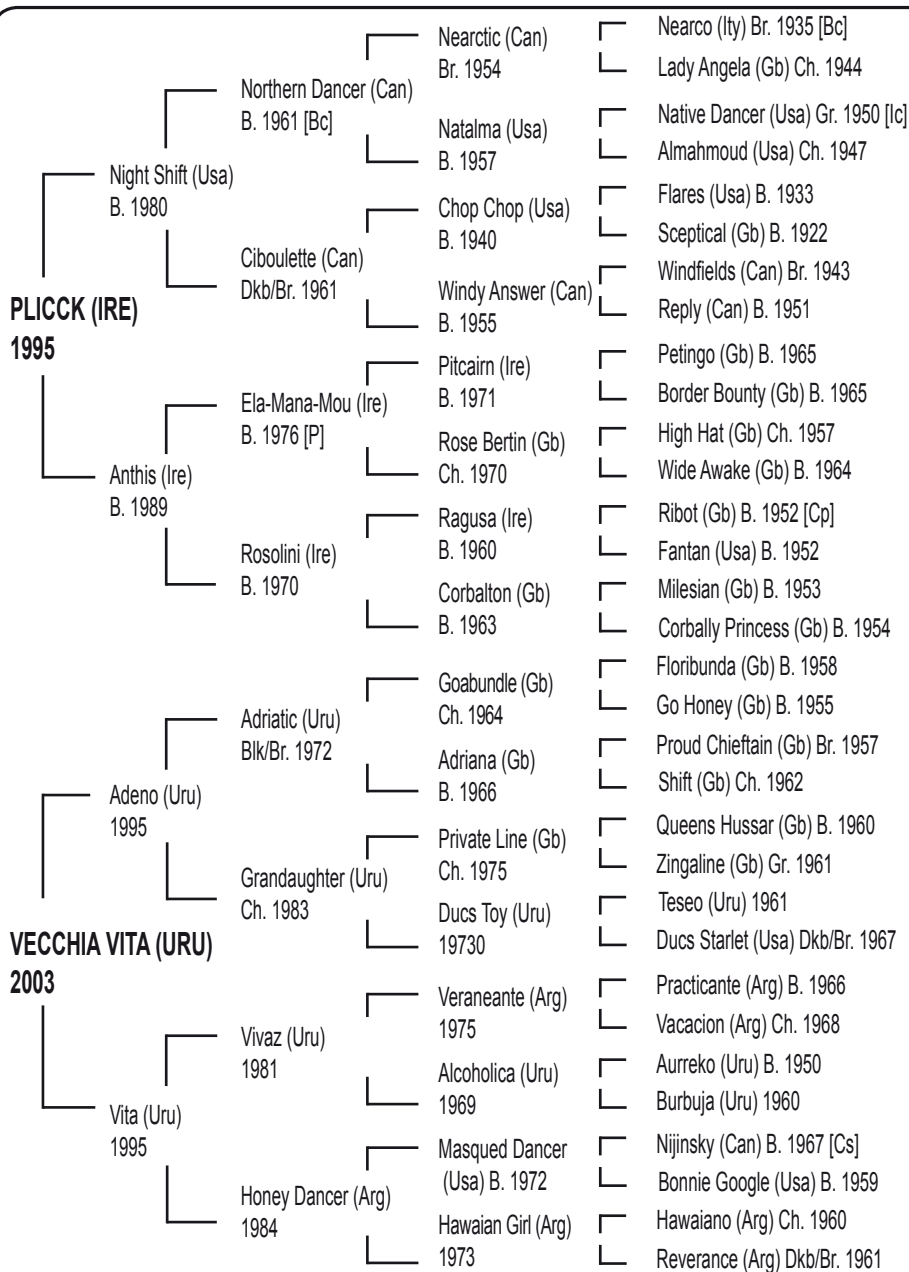 PLICCK (IRE)
1995
Night Shift (Usa)
B. 1980
Northern Dancer (Can)
B. 1961 [Bc]
Nearctic (Can)
Br. 1954
Nearco (Ity) Br. 1935 [Bc]
Lady Angela (Gb) Ch. 1944
Natalma (Usa)
B. 1957
Native Dancer (Usa) Gr. 1950 [Ic]
Almahmoud (Usa) Ch. 1947
Ciboulette (Can)
Dkb/Br. 1961
Chop Chop (Usa)
B. 1940
Flares (Usa) B. 1933
Sceptical (Gb) B. 1922
Windy Answer (Can)
B. 1955
Windfields (Can) Br. 1943
Reply (Can) B. 1951
Anthis (Ire)
B. 1989
Ela-Mana-Mou (Ire)
B. 1976 [P]
Pitcairn (Ire)
B. 1971
Petingo (Gb) B. 1965
Border Bounty (Gb) B. 1965
Rose Bertin (Gb)
Ch. 1970
High Hat (Gb) Ch. 1957
Wide Awake (Gb) B. 1964
Rosolini (Ire)
B. 1970
Ragusa (Ire)
B. 1960
Ribot (Gb) B. 1952 [Cp]
Fantan (Usa) B. 1952
Corbalton (Gb)
B. 1963
Milesian (Gb) B. 1953
Corbally Princess (Gb) B. 1954
VECCHIA VITA (URU)
2003
Adeno (Uru)
1995
Adriatic (Uru)
Blk/Br. 1972
Goabundle (Gb)
Ch. 1964
Floribunda (Gb) B. 1958
Go Honey (Gb) B. 1955
Adriana (Gb)
B. 1966
Proud Chieftain (Gb) Br. 1957
Shift (Gb) Ch. 1962
Grandaughter (Uru)
Ch. 1983
Private Line (Gb)
Ch. 1975
Queens Hussar (Gb) B. 1960
Zingaline (Gb) Gr. 1961
Ducs Toy (Uru)
19730
Teseo (Uru) 1961
Ducs Starlet (Usa) Dkb/Br. 1967
Vita (Uru)
1995
Vivaz (Uru)
1981
Veraneante (Arg)
1975
Practicante (Arg) B. 1966
Vacacion (Arg) Ch. 1968
Alcoholica (Uru)
1969
Aurreko (Uru) B. 1950
Burbuja (Uru) 1960
Honey Dancer (Arg)
1984
Masqued Dancer
(Usa) B. 1972
Nijinsky (Can) B. 1967 [Cs]
Bonnie Google (Usa) B. 1959
Hawaian Girl (Arg)
1973
Hawaiano (Arg) Ch. 1960
Reverance (Arg) Dkb/Br. 1961